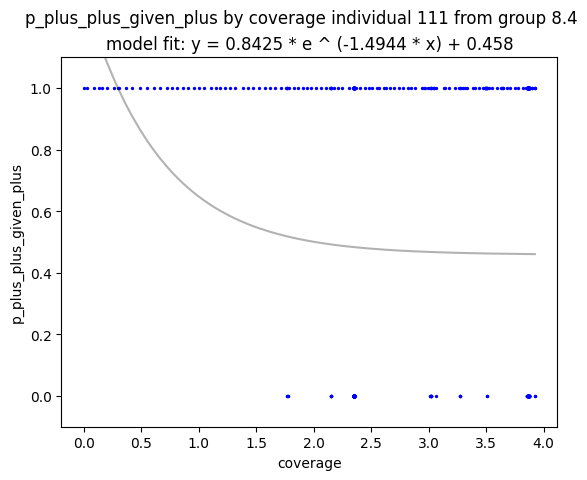 p_plus_plus_given_plus by coverage individual 111 from group 8.4
model fit: y = 0.8425 * e ^ (-1.4944 * x) + 0.458
p_plus_plus_given_plus
1.0
0.8
0.6
0.4
0.2
0.0
0.0 0.5 1.0 1.5 2.0 2.5 3.0 3.5 4.0
coverage